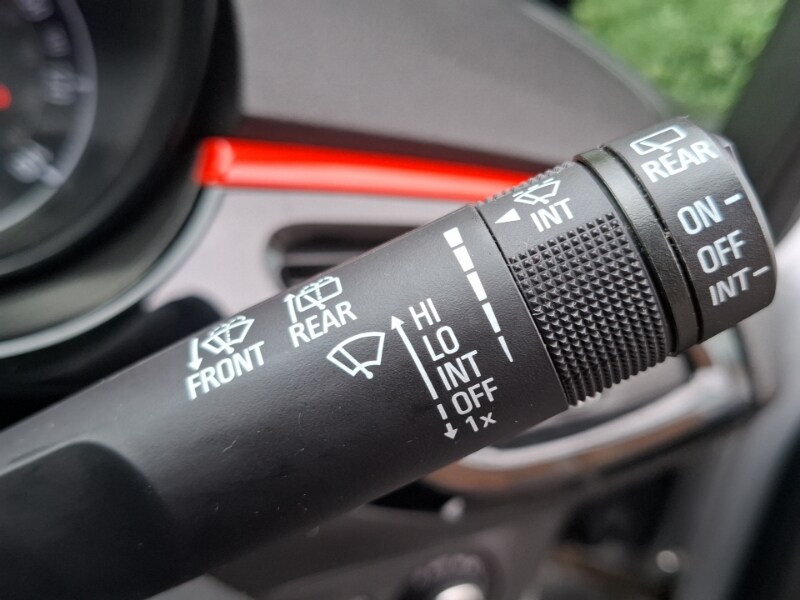 FRONT
REAR
HI
LO
INT
OFF
1x
INT
REAR
ON
OFF
INT